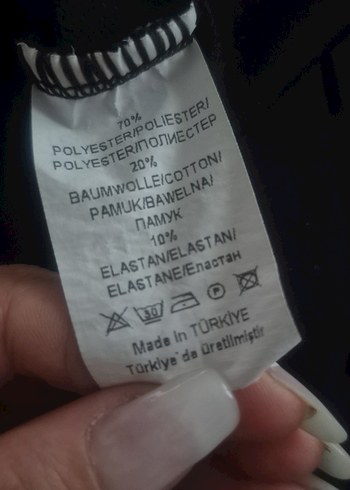 70%
POLYESTER/POLIESTER/
POLYESTER/ПОЛИЕСТЕР
20%
BAUMWOLLE/COTTON/
PAMUK/BAWELNA/
ПАМУК
10%
ELASTAN/ELASTAN/
ELASTANE/Еластан
30 P
Made in TÜRKİYE
Türkiye'de üretilmiştir